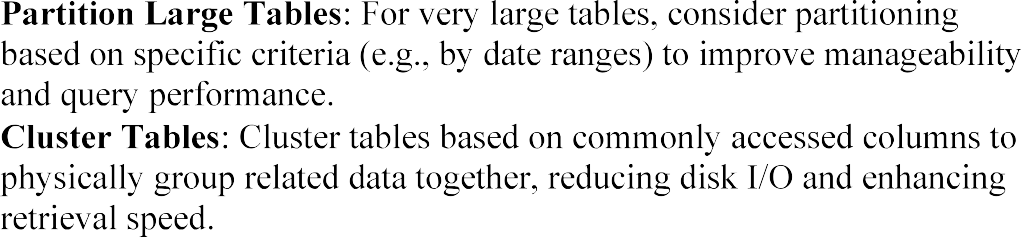 Partition Large Tables: For very large tables, consider partitioning
based on specific criteria (e.g., by date ranges) to improve manageability
and query performance.
Cluster Tables: Cluster tables based on commonly accessed columns to
physically group related data together, reducing disk I/O and enhancing
retrieval speed.